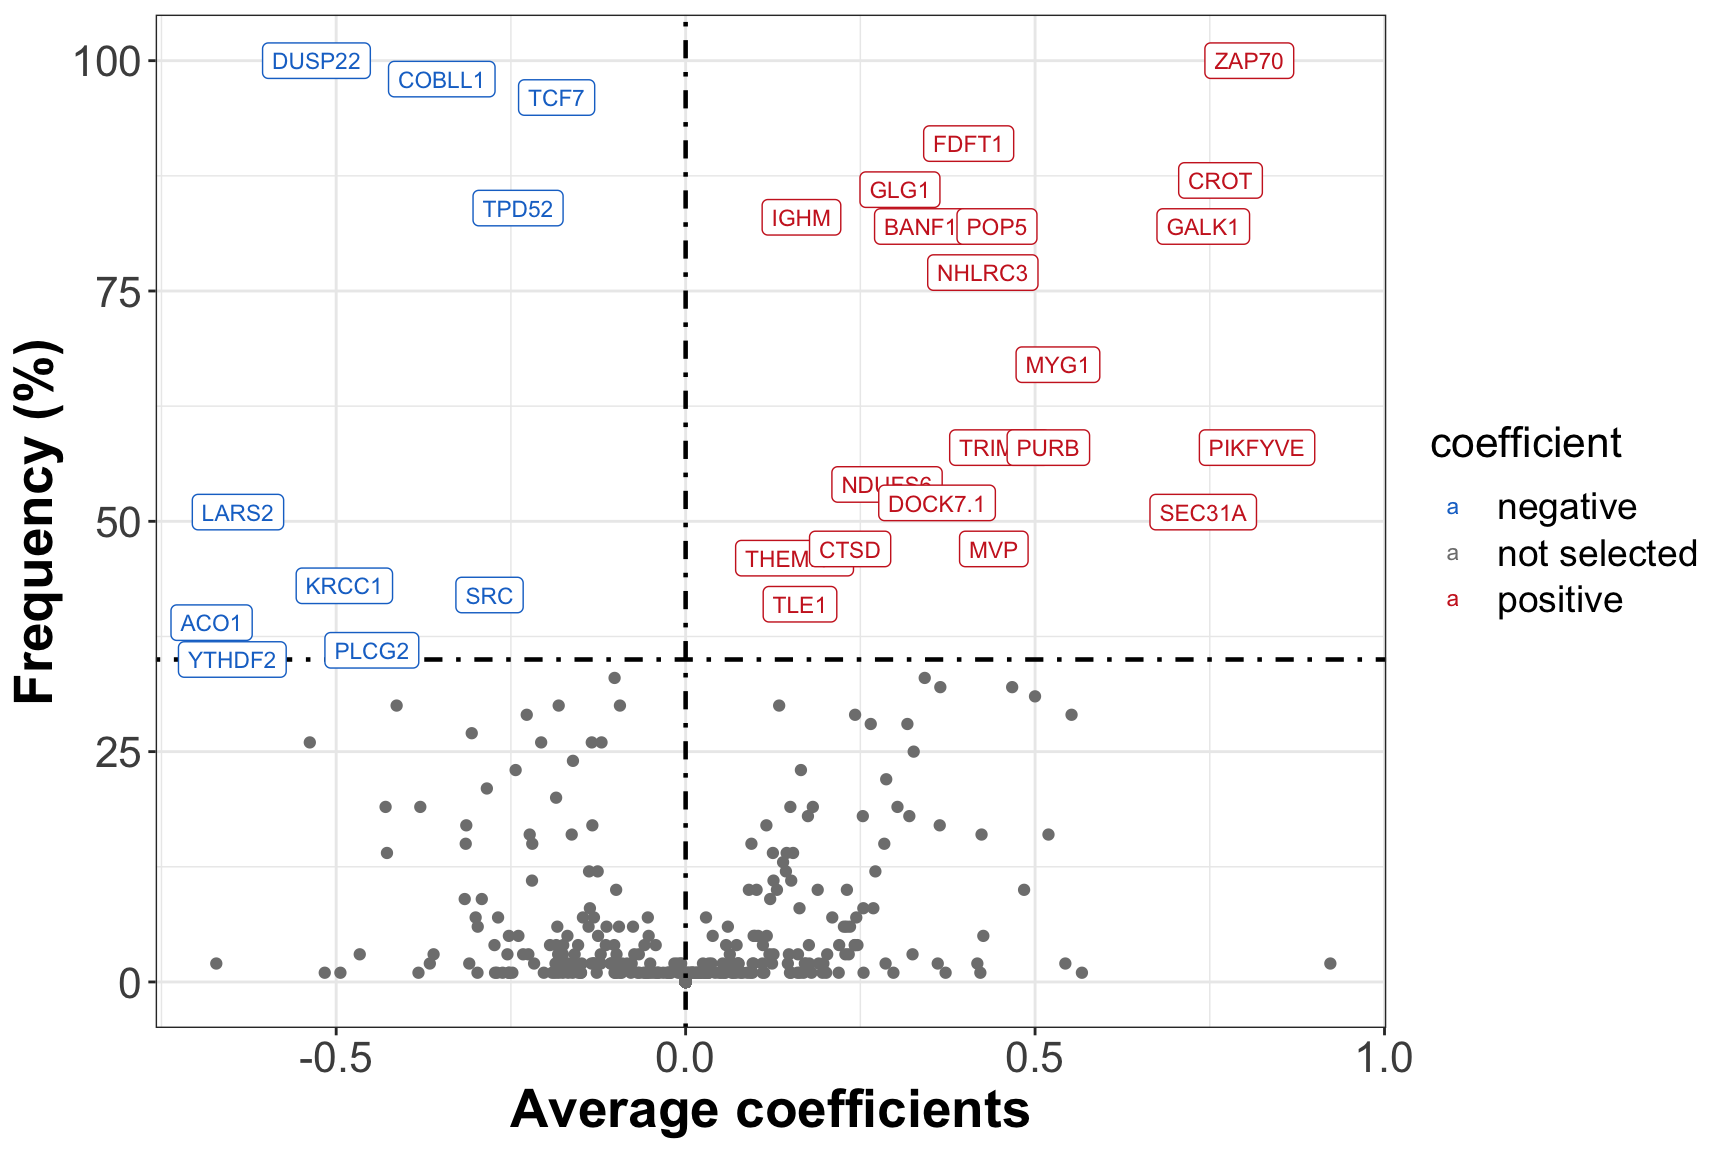 100
75
50
25
0
Frequency (%)
DUSP22
COBLL1
TCF7
TPD52
ZAP70
FDFT1
CROT
GLG1
IGHM
BANF1
POP5
GALK1
NHLRC3
MYG1
PURB
PIKFYVE
DOCK7.1
LARS2
SEC31A
CTSD
MVP
KRCC1
SRC
TLE1
ACO1
PLCG2
YTHDF2
-0.5
0.0
0.5
1.0
Average coefficients
coefficient
a negative
a not selected
a positive